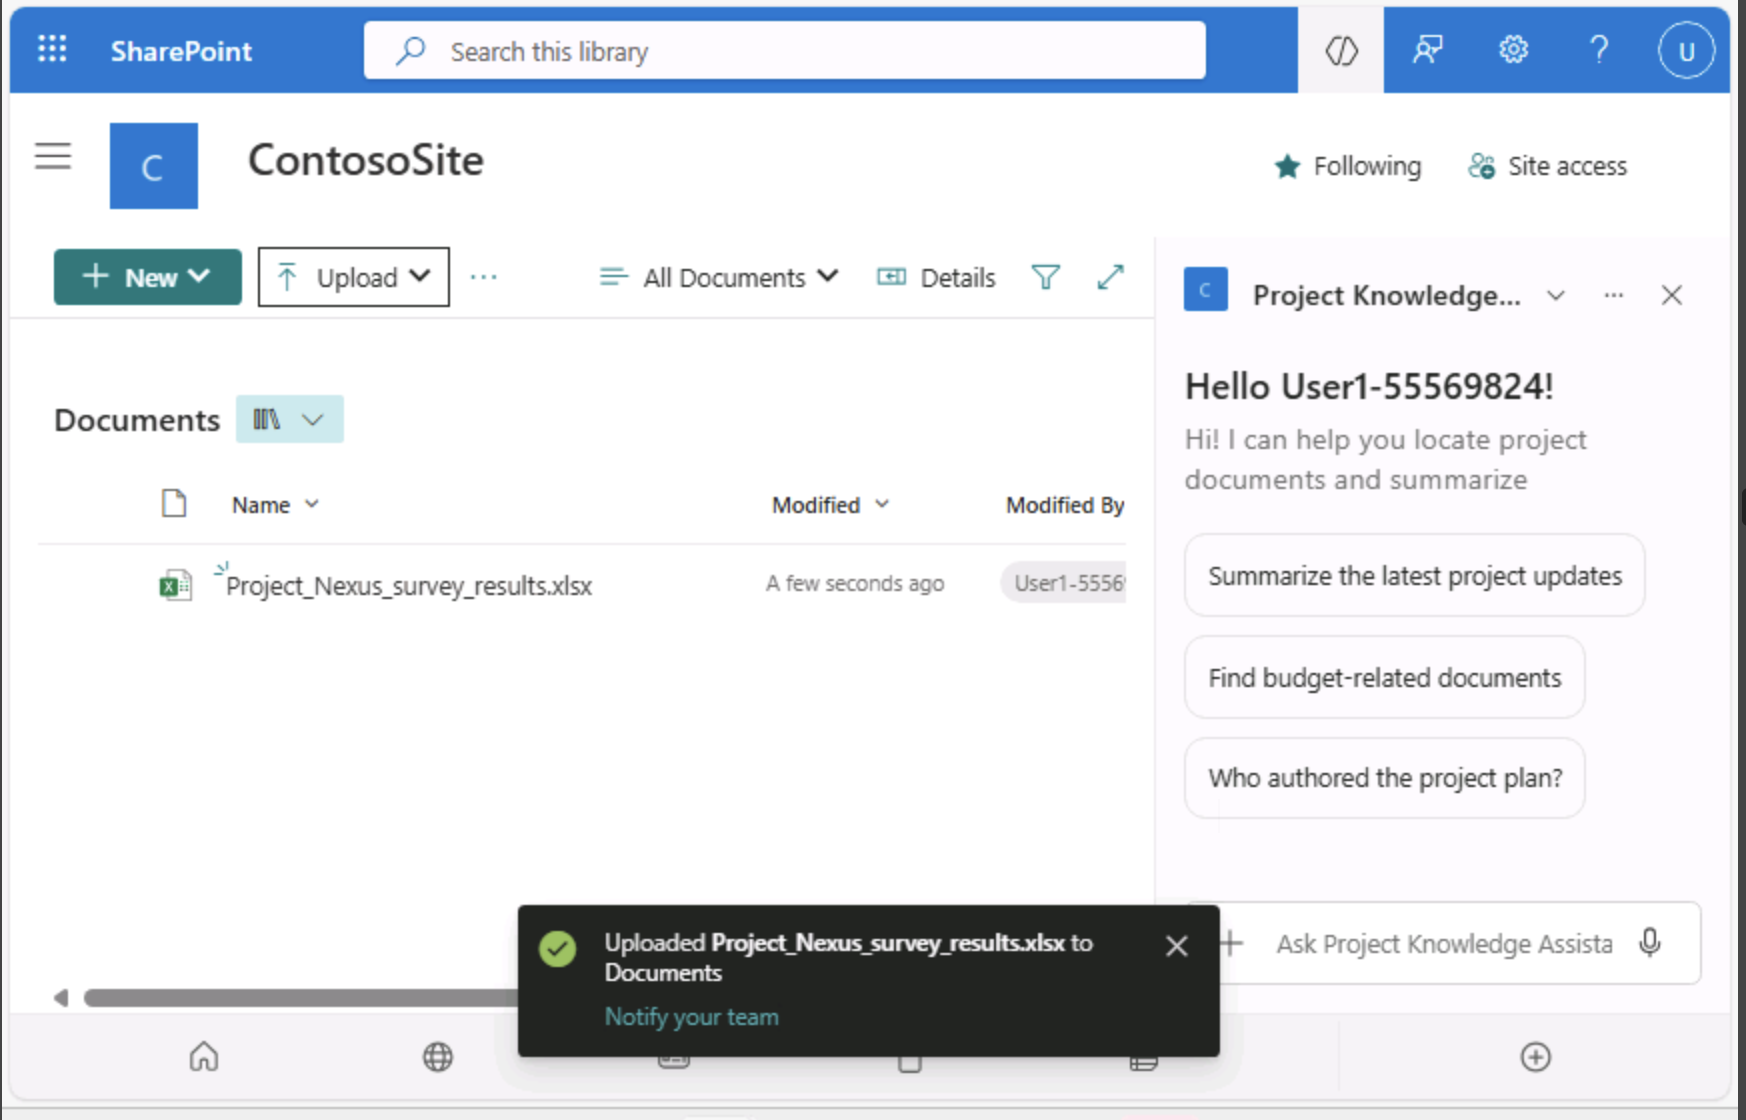 SharePoint
Search this library
U
C
ContosoSite
Following
Site access
New
Upload
All Documents
Details
C
Project Knowledge...
Hello User1-55569824!
Hi! I can help you locate project
documents and summarize
Documents
Name
Modified
Modified By
Project_Nexus_survey_results.xlsx
A few seconds ago
User1-5556
Summarize the latest project updates
Find budget-related documents
Who authored the project plan?
Uploaded Project_Nexus_survey_results.xlsx to
Documents
Notify your team
Ask Project Knowledge Assista